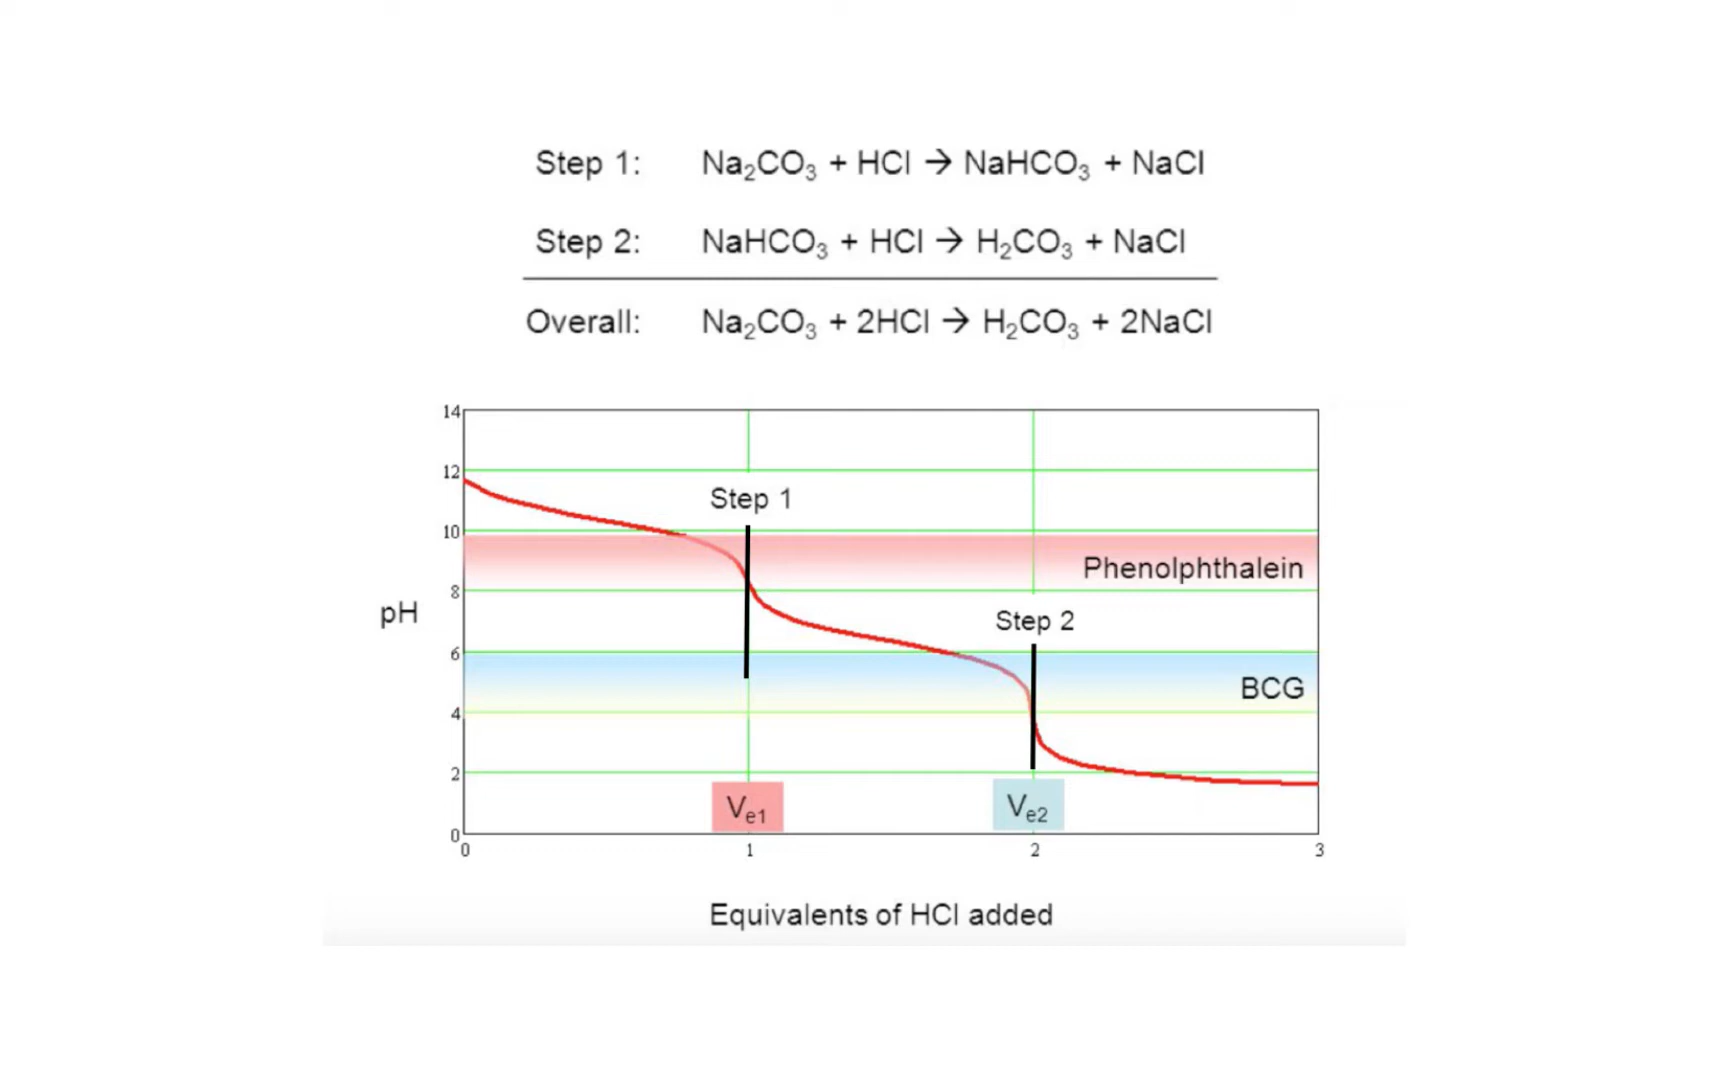 Step 1: Na₂CO₃ + HCl → NaHCO₃ + NaCl
Step 2: NaHCO₃ + HCl → H₂CO₃ + NaCl
Overall: Na₂CO₃ + 2HCl → H₂CO₃ + 2NaCl
14
12
Step 1
10
Phenolphthalein
8
pH
Step 2
6
BCG
4
2
Vₑ₁ Vₑ₂
0
0 1 2 3
Equivalents of HCl added